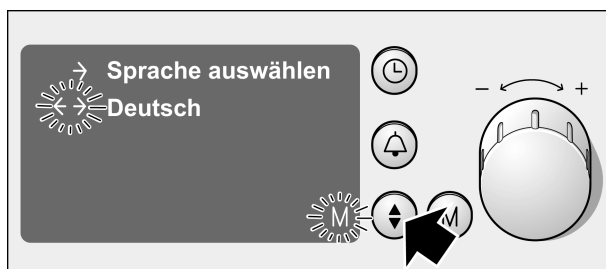 → Sprache auswählen
← → Deutsch
M
M
− +